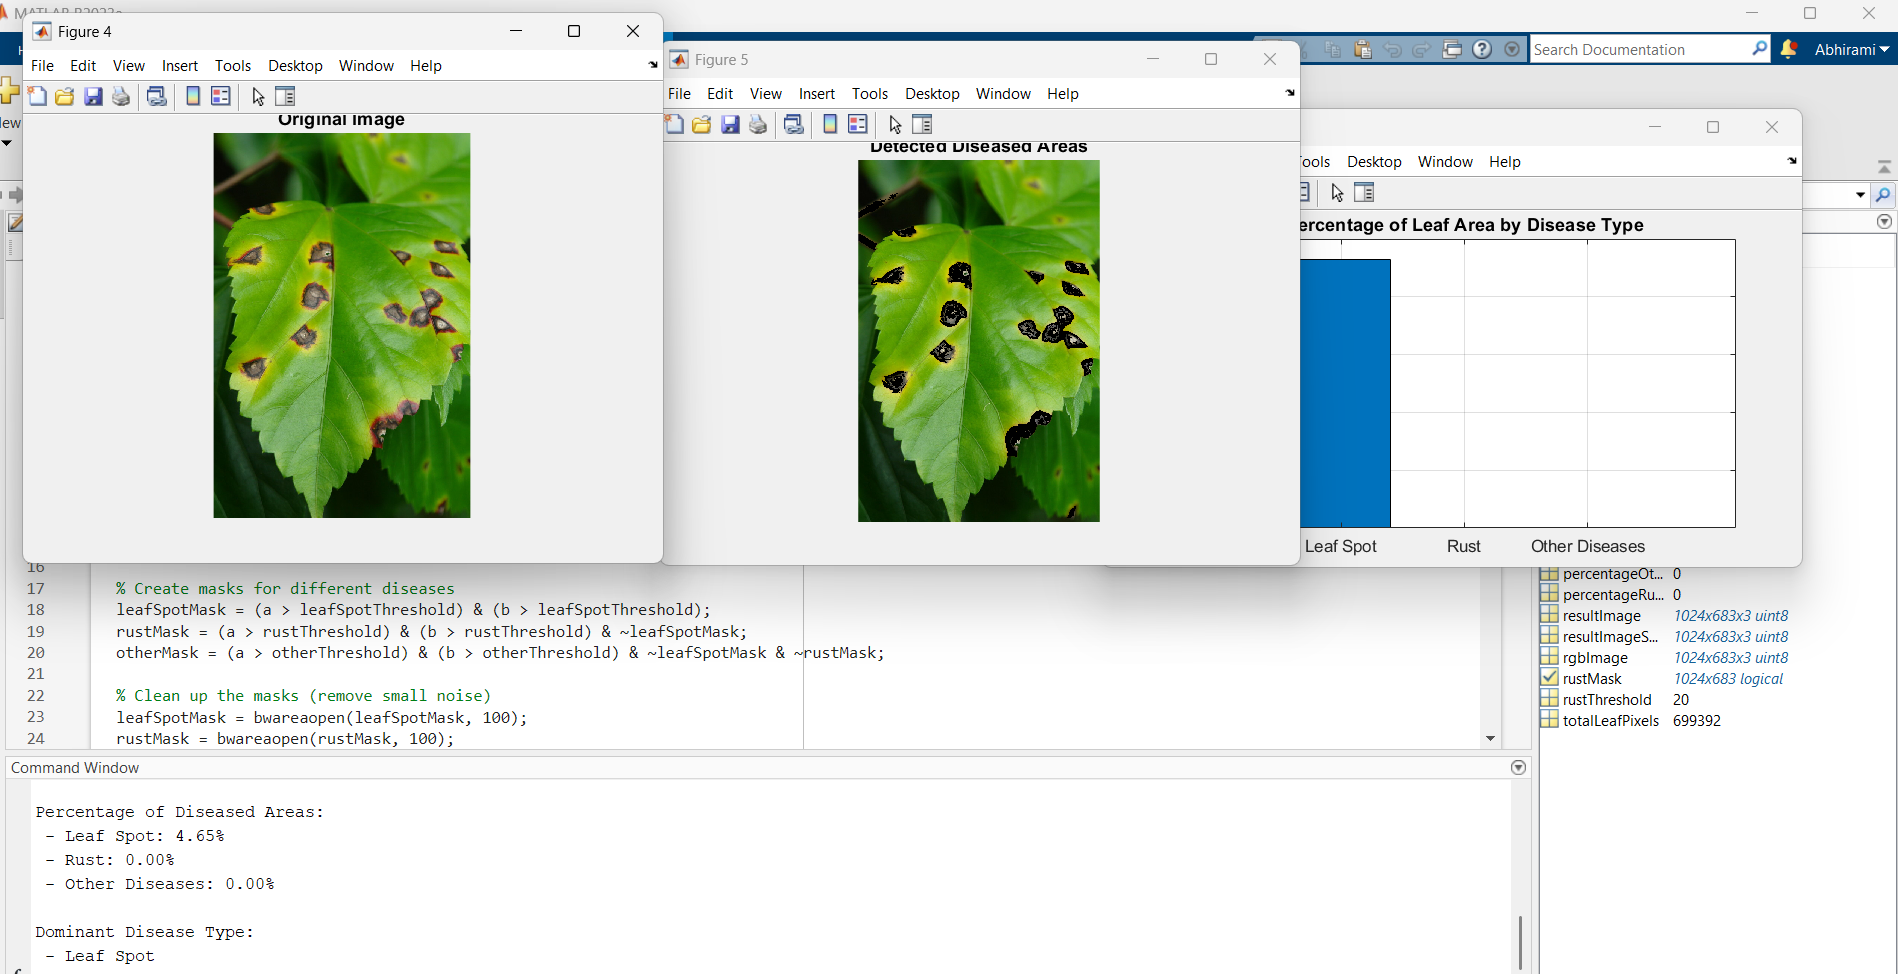 Figure 4
File Edit View Insert Tools Desktop Window Help
Original Image
Figure 5
File Edit View Insert Tools Desktop Window Help
Detected Diseased Areas
Search Documentation
Abhirami
Tools Desktop Window Help
ercentage of Leaf Area by Disease Type
Leaf Spot Rust Other Diseases
16
17 % Create masks for different diseases
18 leafSpotMask = (a > leafSpotThreshold) & (b > leafSpotThreshold);
19 rustMask = (a > rustThreshold) & (b > rustThreshold) & ~leafSpotMask;
20 otherMask = (a > otherThreshold) & (b > otherThreshold) & ~leafSpotMask & ~rustMask;
21
22 % Clean up the masks (remove small noise)
23 leafSpotMask = bwareaopen(leafSpotMask, 100);
24 rustMask = bwareaopen(rustMask, 100);
percentageOt... 0
percentageRu... 0
resultImage 1024x683x3 uint8
resultImageS... 1024x683x3 uint8
rgbImage 1024x683x3 uint8
rustMask 1024x683 logical
rustThreshold 20
totalLeafPixels 699392
Command Window
Percentage of Diseased Areas:
- Leaf Spot: 4.65%
- Rust: 0.00%
- Other Diseases: 0.00%
Dominant Disease Type:
- Leaf Spot